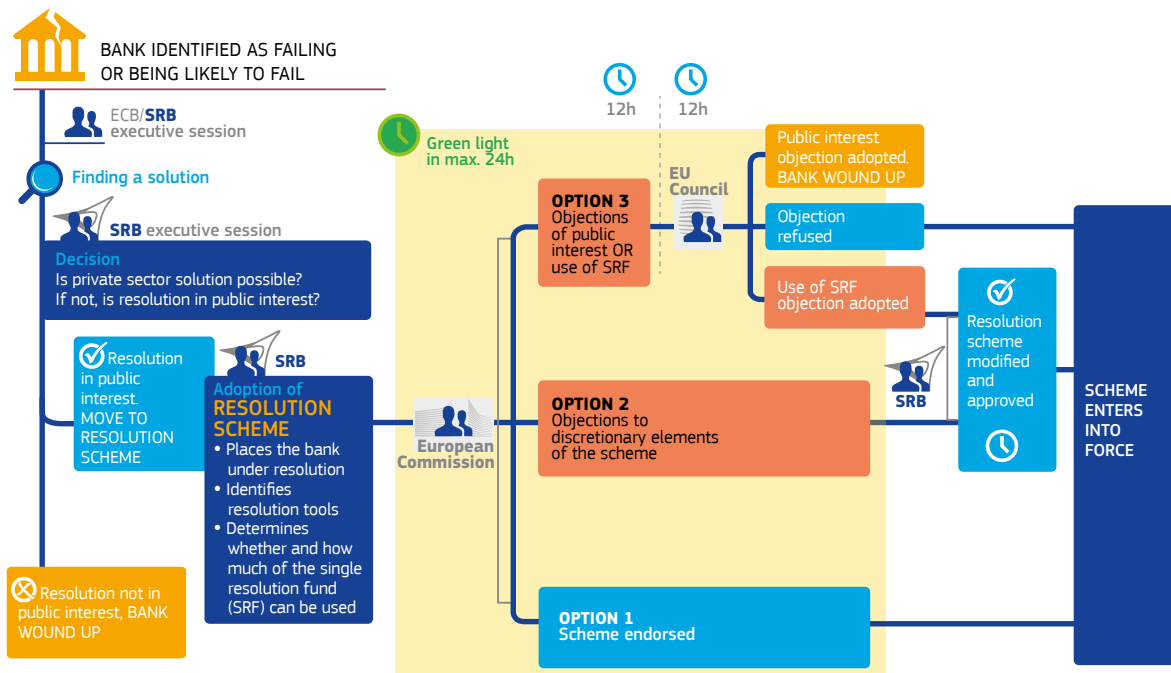 BANK IDENTIFIED AS FAILING
OR BEING LIKELY TO FAIL
ECB/SRB
executive session
Finding a solution
SRB executive session
Decision
Is private sector solution possible?
If not, is resolution in public interest?
Resolution
in public
interest.
MOVE TO
RESOLUTION
SCHEME
SRB
Adoption of
RESOLUTION
SCHEME
• Places the bank
under resolution
• Identifies
resolution tools
• Determines
whether and how
much of the single
resolution fund
(SRF) can be used
Resolution not in
public interest, BANK
WOUND UP
Green light
in max. 24h
12h
12h
European
Commission
OPTION 3
Objections
of public
interest OR
use of SRF
EU
Council
Public interest
objection adopted.
BANK WOUND UP
Objection
refused
Use of SRF
objection adopted
OPTION 2
Objections to
discretionary elements
of the scheme
SRB
Resolution
scheme
modified
and
approved
OPTION 1
Scheme endorsed
SCHEME
ENTERS
INTO
FORCE